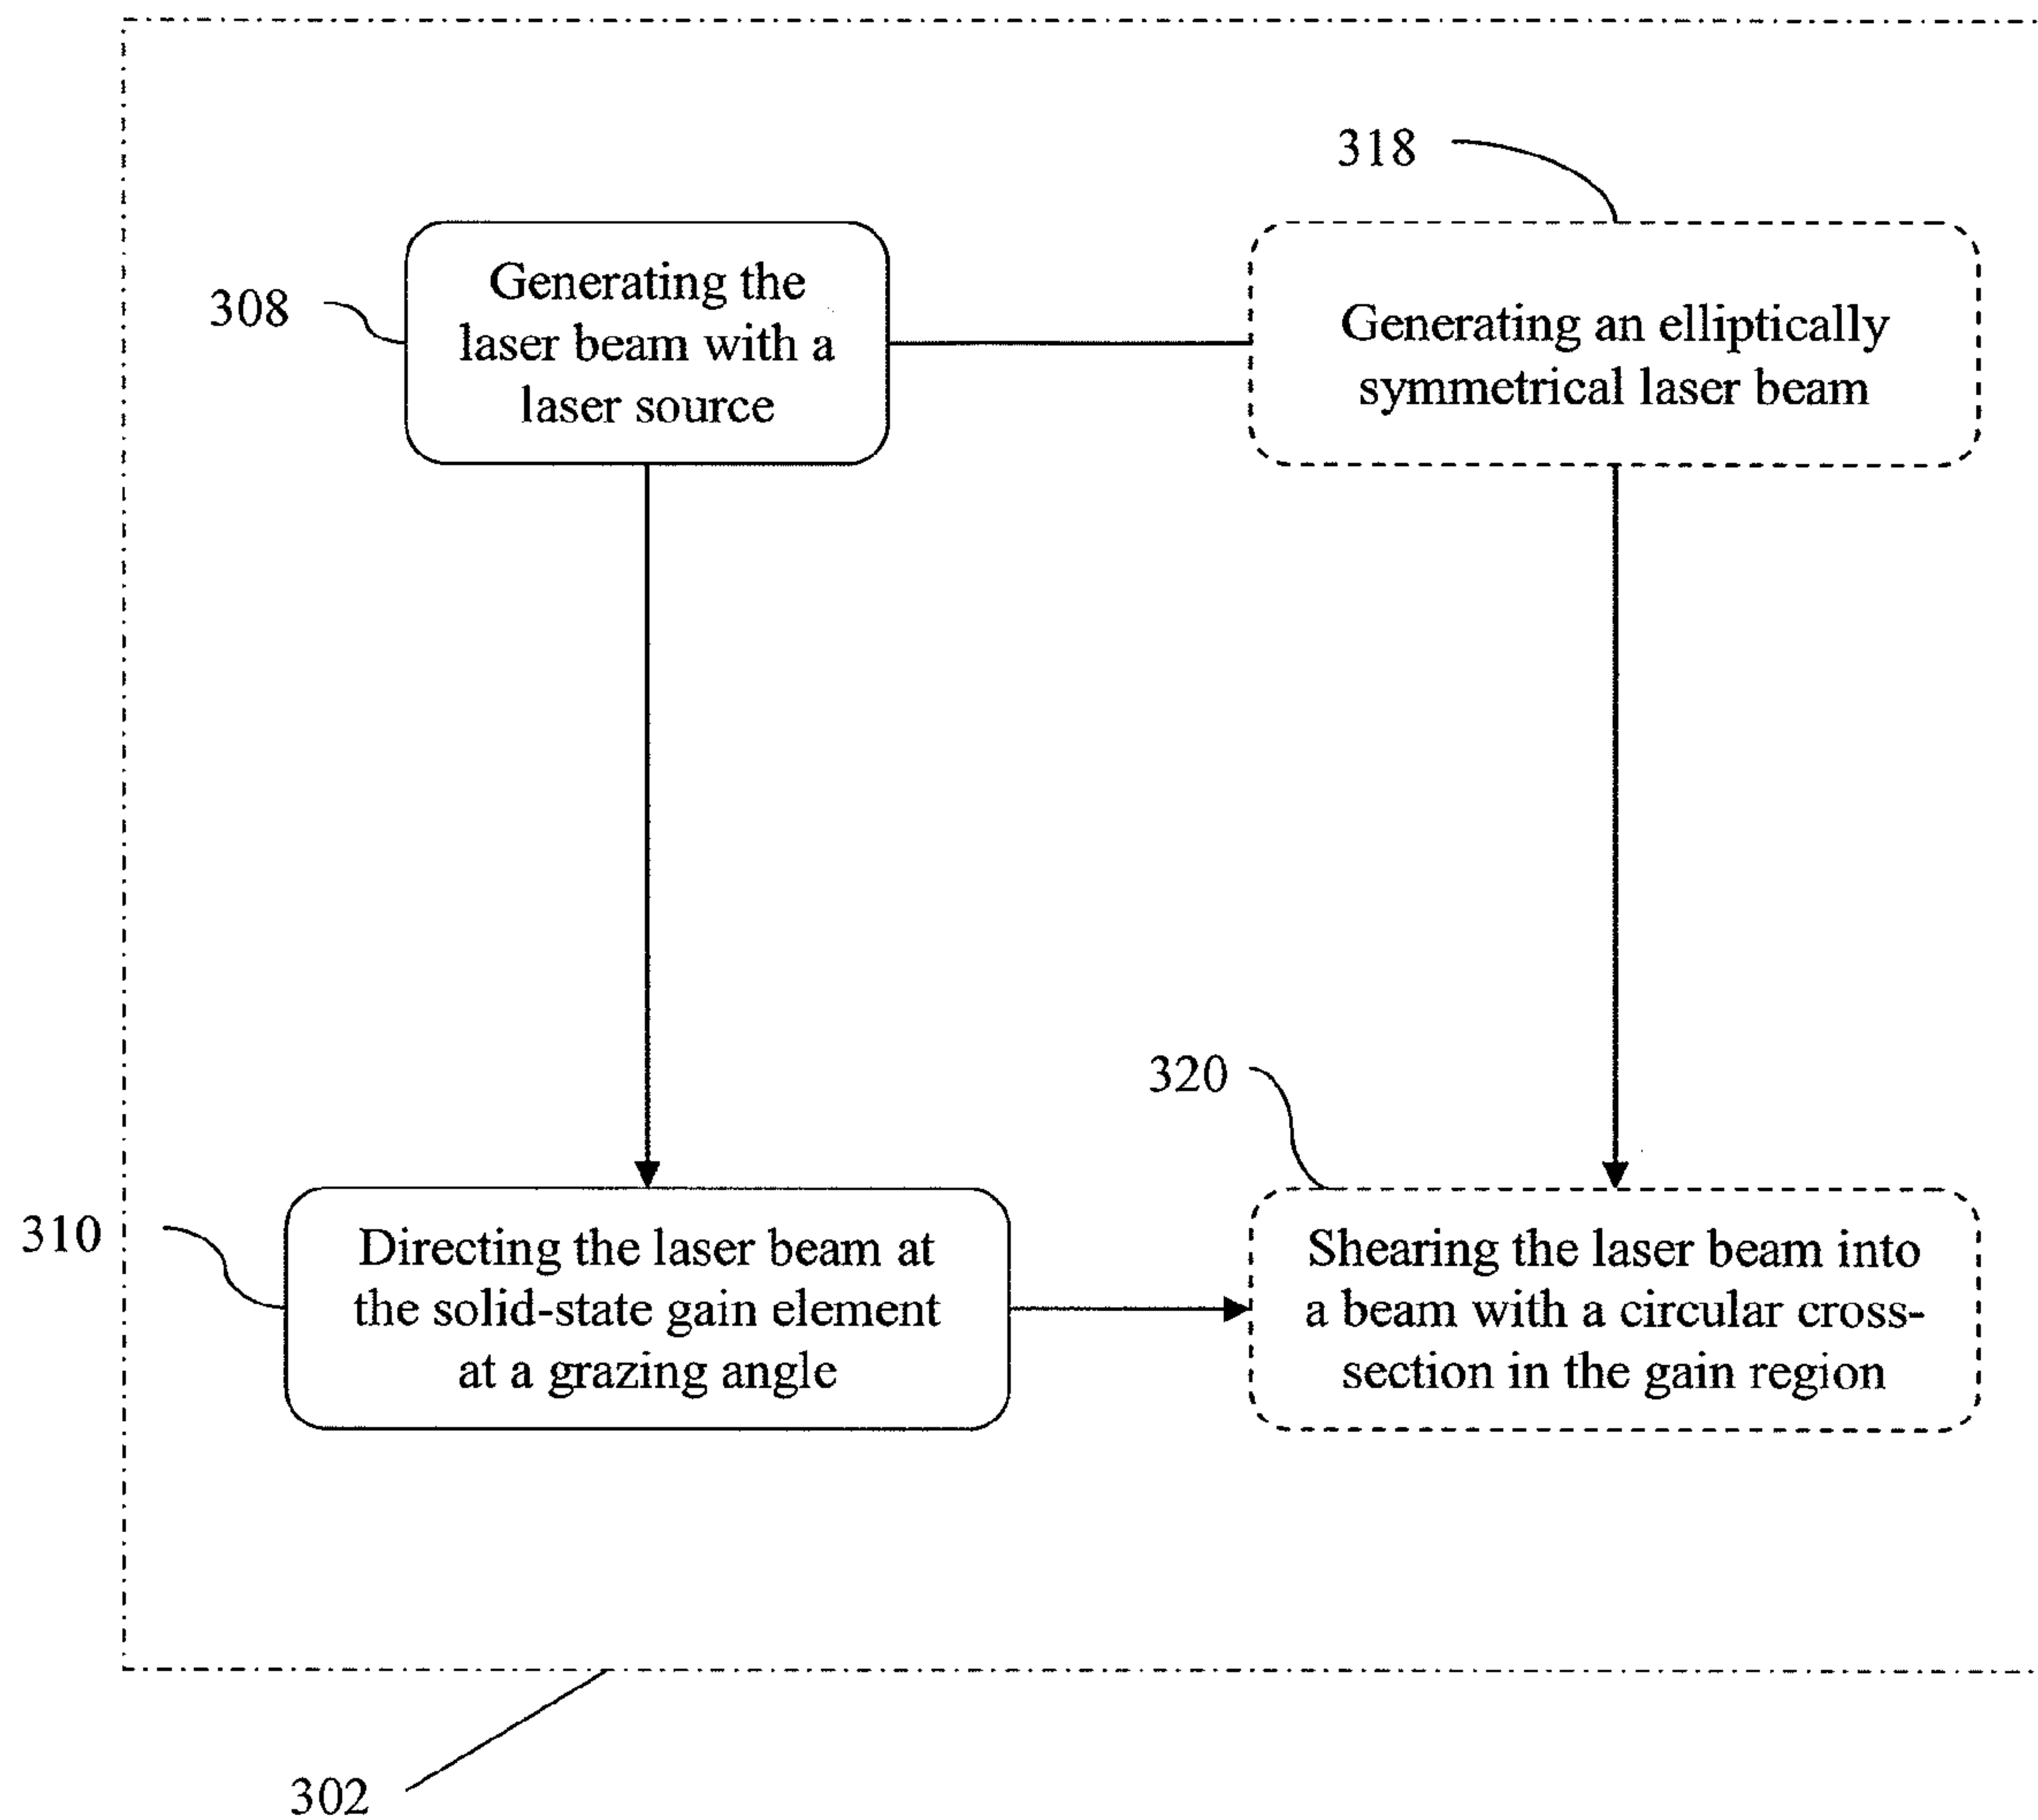 318
308
Generating the
laser beam with a
laser source
Generating an elliptically
symmetrical laser beam
320
310
Directing the laser beam at
the solid-state gain element
at a grazing angle
Shearing the laser beam into
a beam with a circular cross-
section in the gain region
302